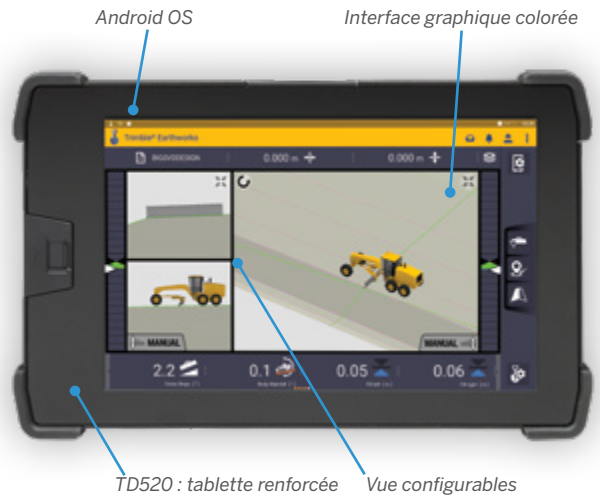 Android OS
Interface graphique colorée
Trimble® Earthworks
0.000 m
0.000 m
MANUAL
MANUAL
2.2
0.1
0.05
0.06
TD520 : tablette renforcée
Vue configurables